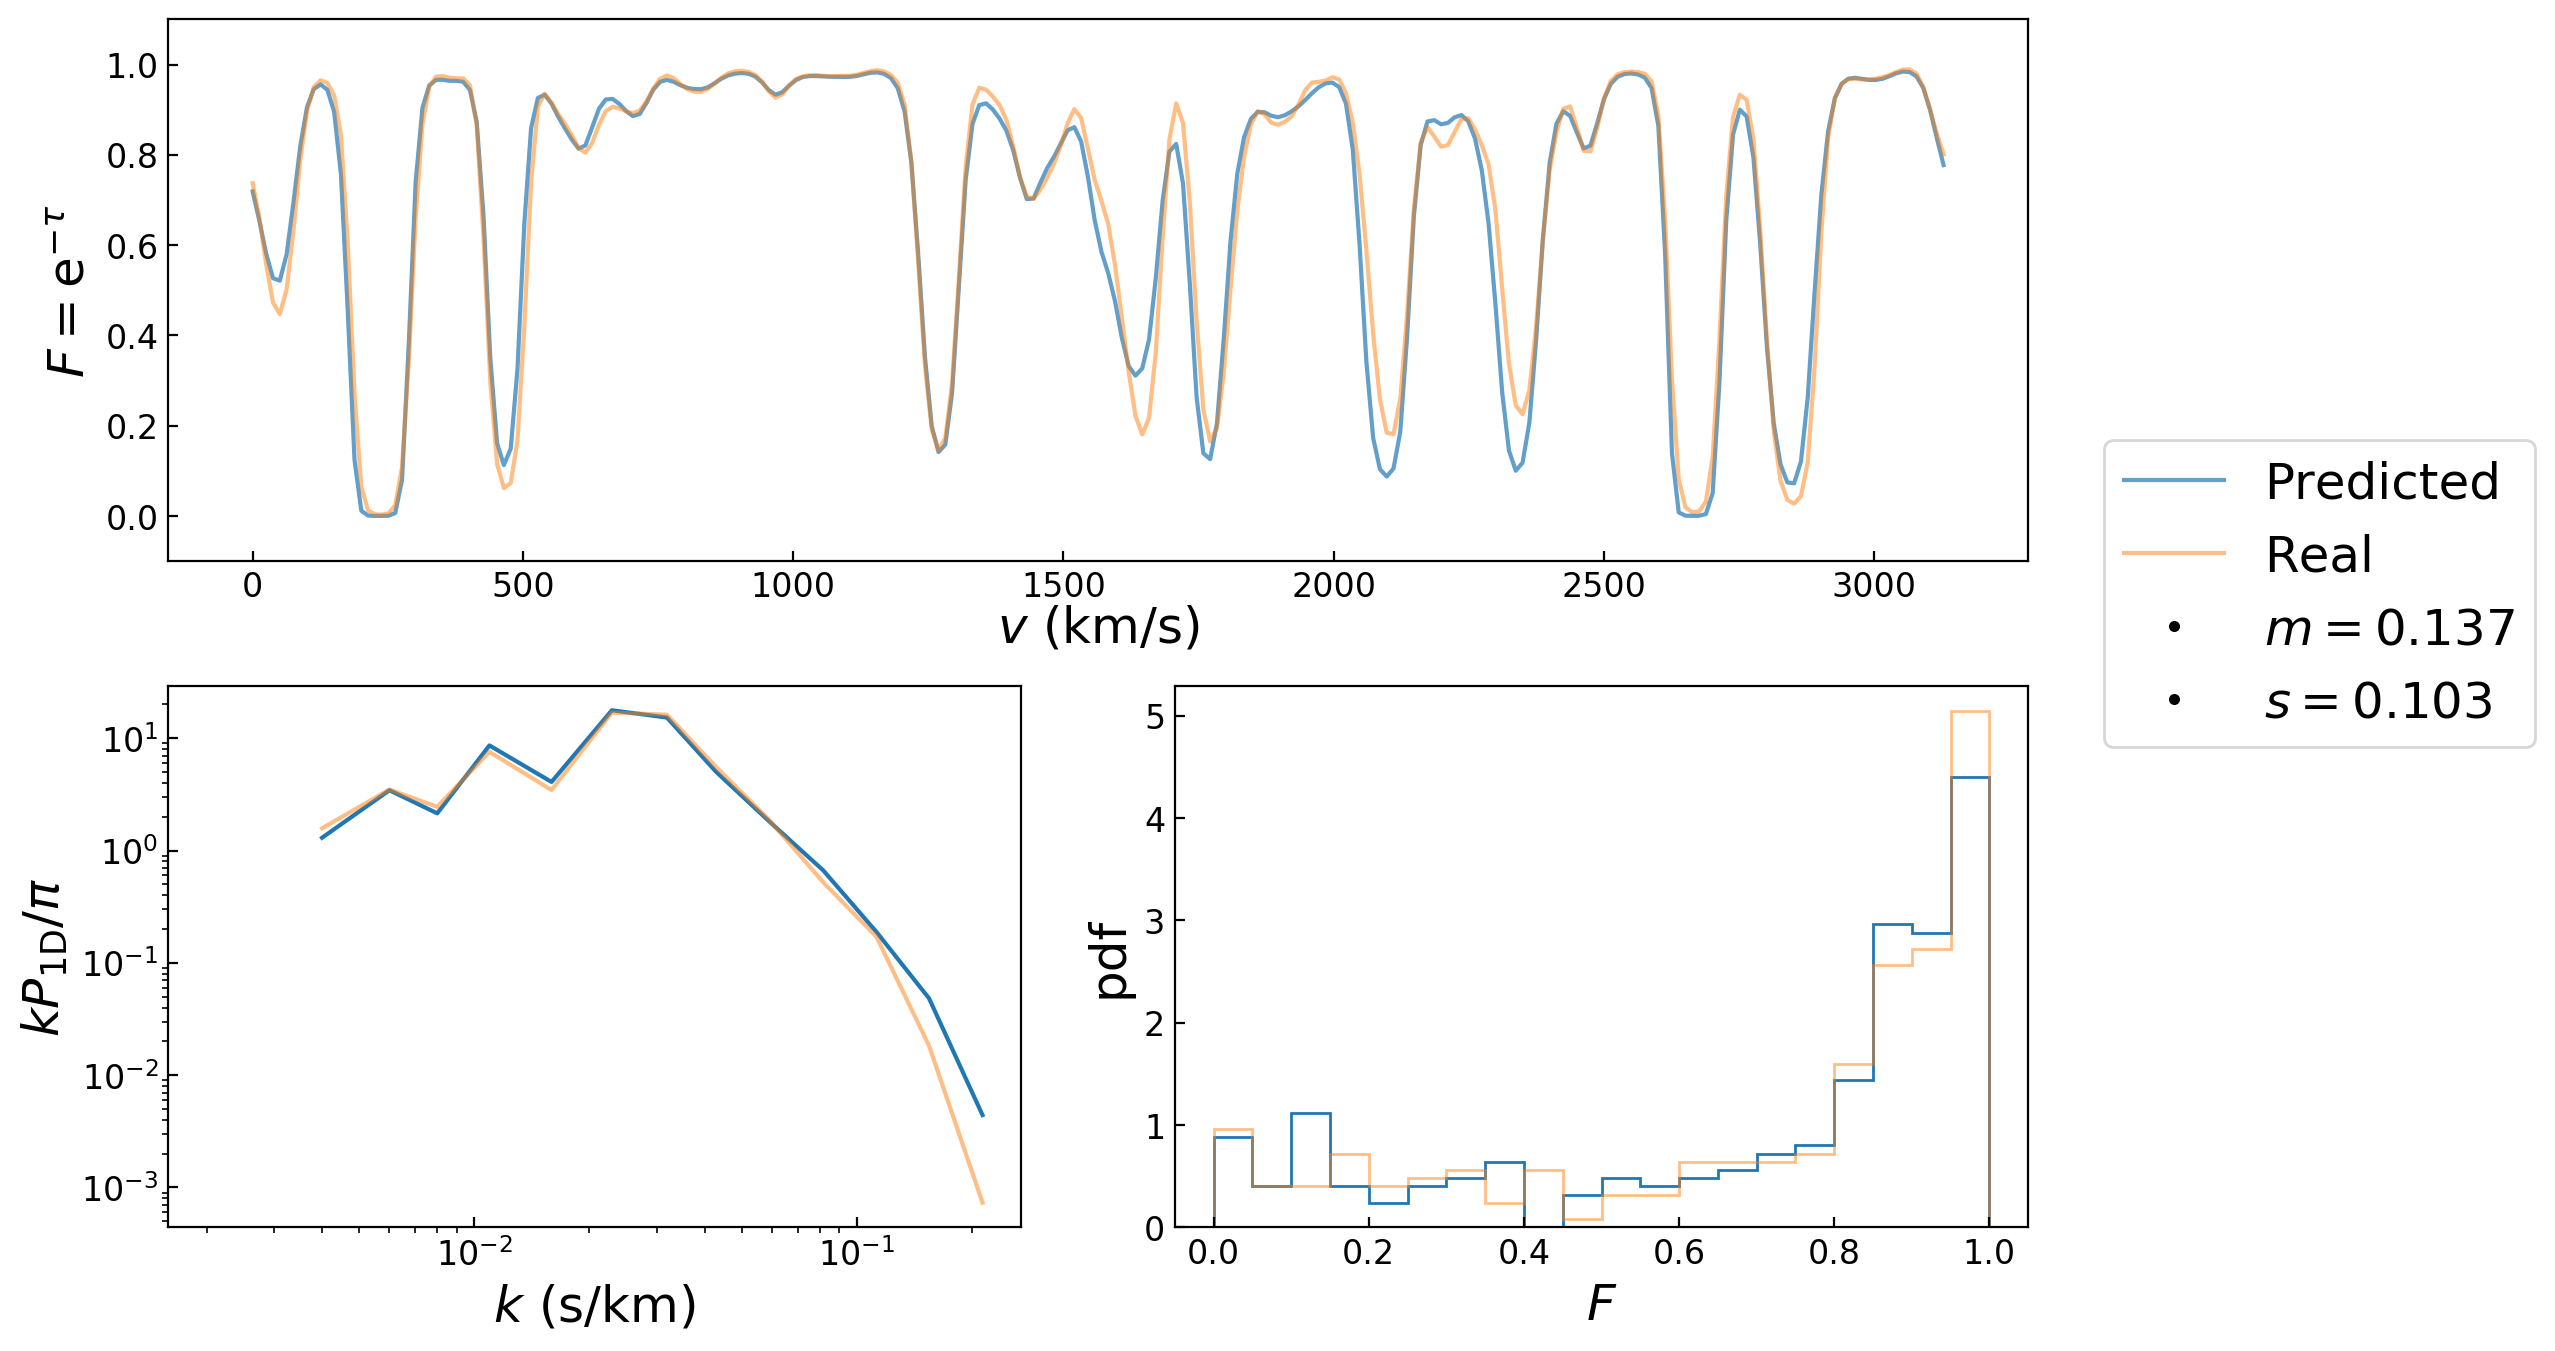 F = e^{−τ}
1.0
0.8
0.6
0.4
0.2
0.0
0 500 1000 1500 2000 2500 3000
v (km/s)
Predicted
Real
m = 0.137
s = 0.103
kP_{1D}/π
10^1
10^0
10^{−1}
10^{−2}
10^{−3}
10^{−2} 10^{−1}
k (s/km)
pdf
5
4
3
2
1
0
0.0 0.2 0.4 0.6 0.8 1.0
F